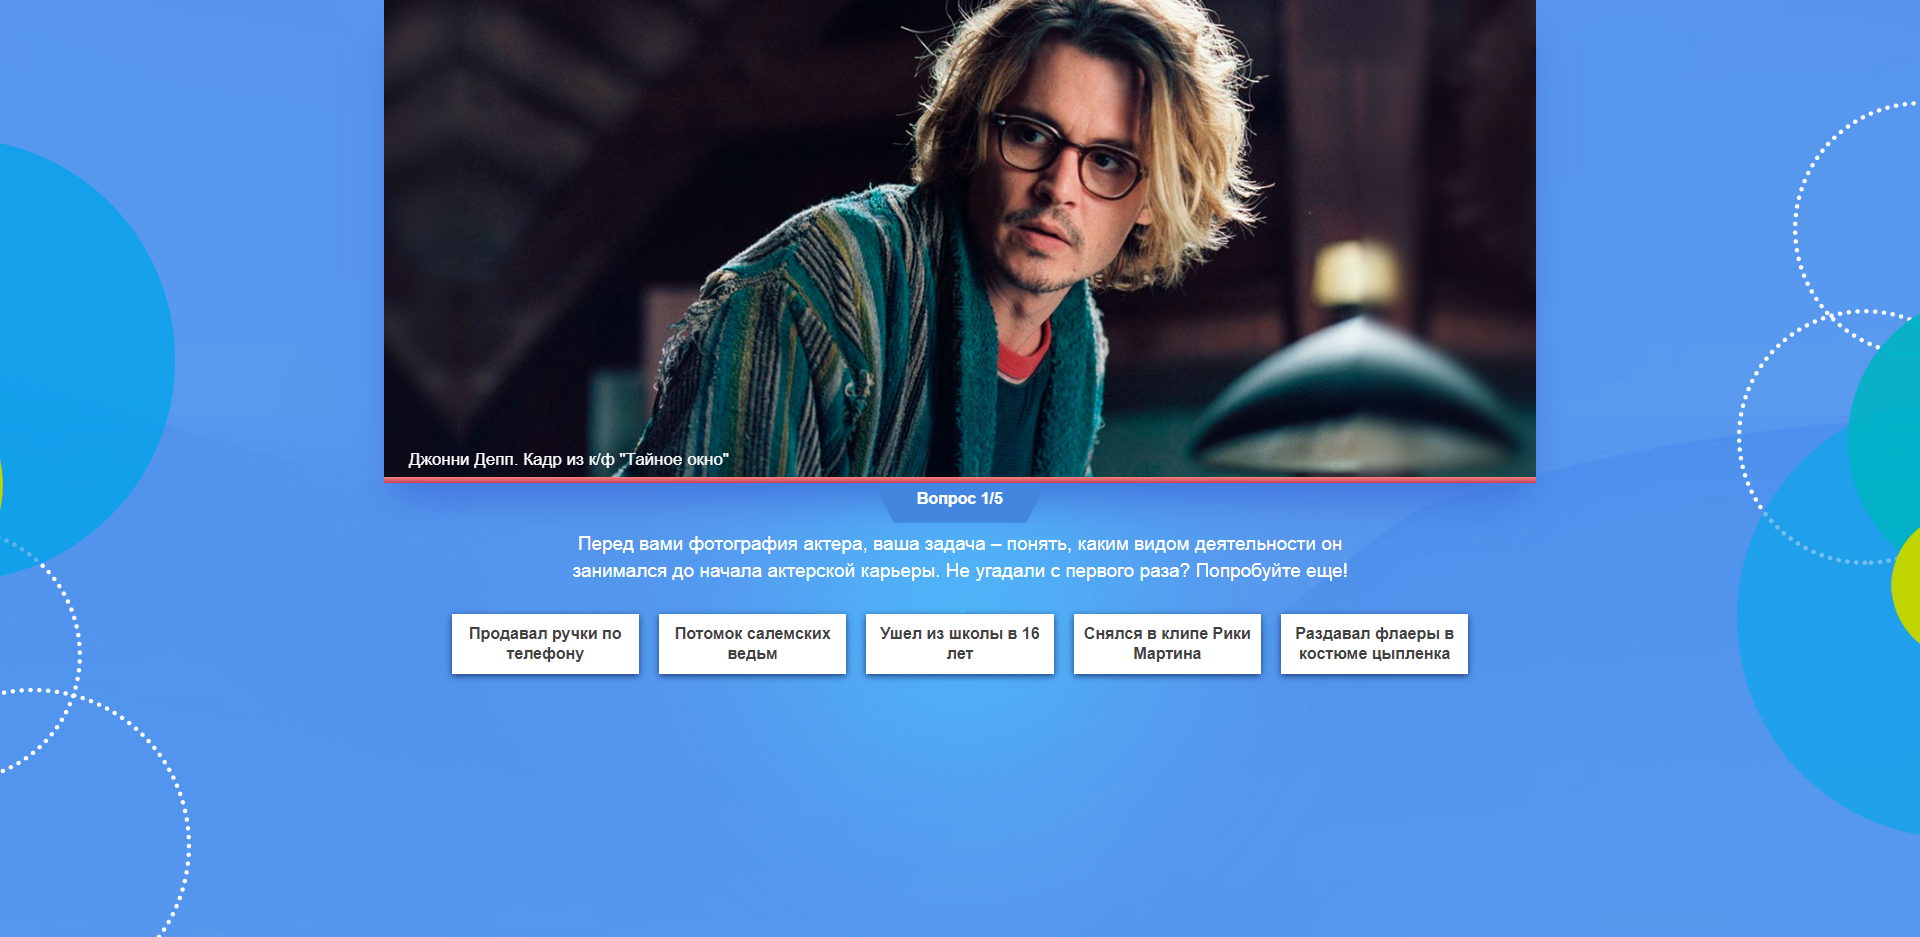 Джонни Депп. Кадр из к/ф "Тайное окно"
Вопрос 1/5
Перед вами фотография актера, ваша задача – понять, каким видом деятельности он
занимался до начала актерской карьеры. Не угадали с первого раза? Попробуйте еще!
Продавал ручки по
телефону
Потомок салемских
ведьм
Ушел из школы в 16
лет
Снялся в клипе Рики
Мартина
Раздавал флаеры в
костюме цыпленка